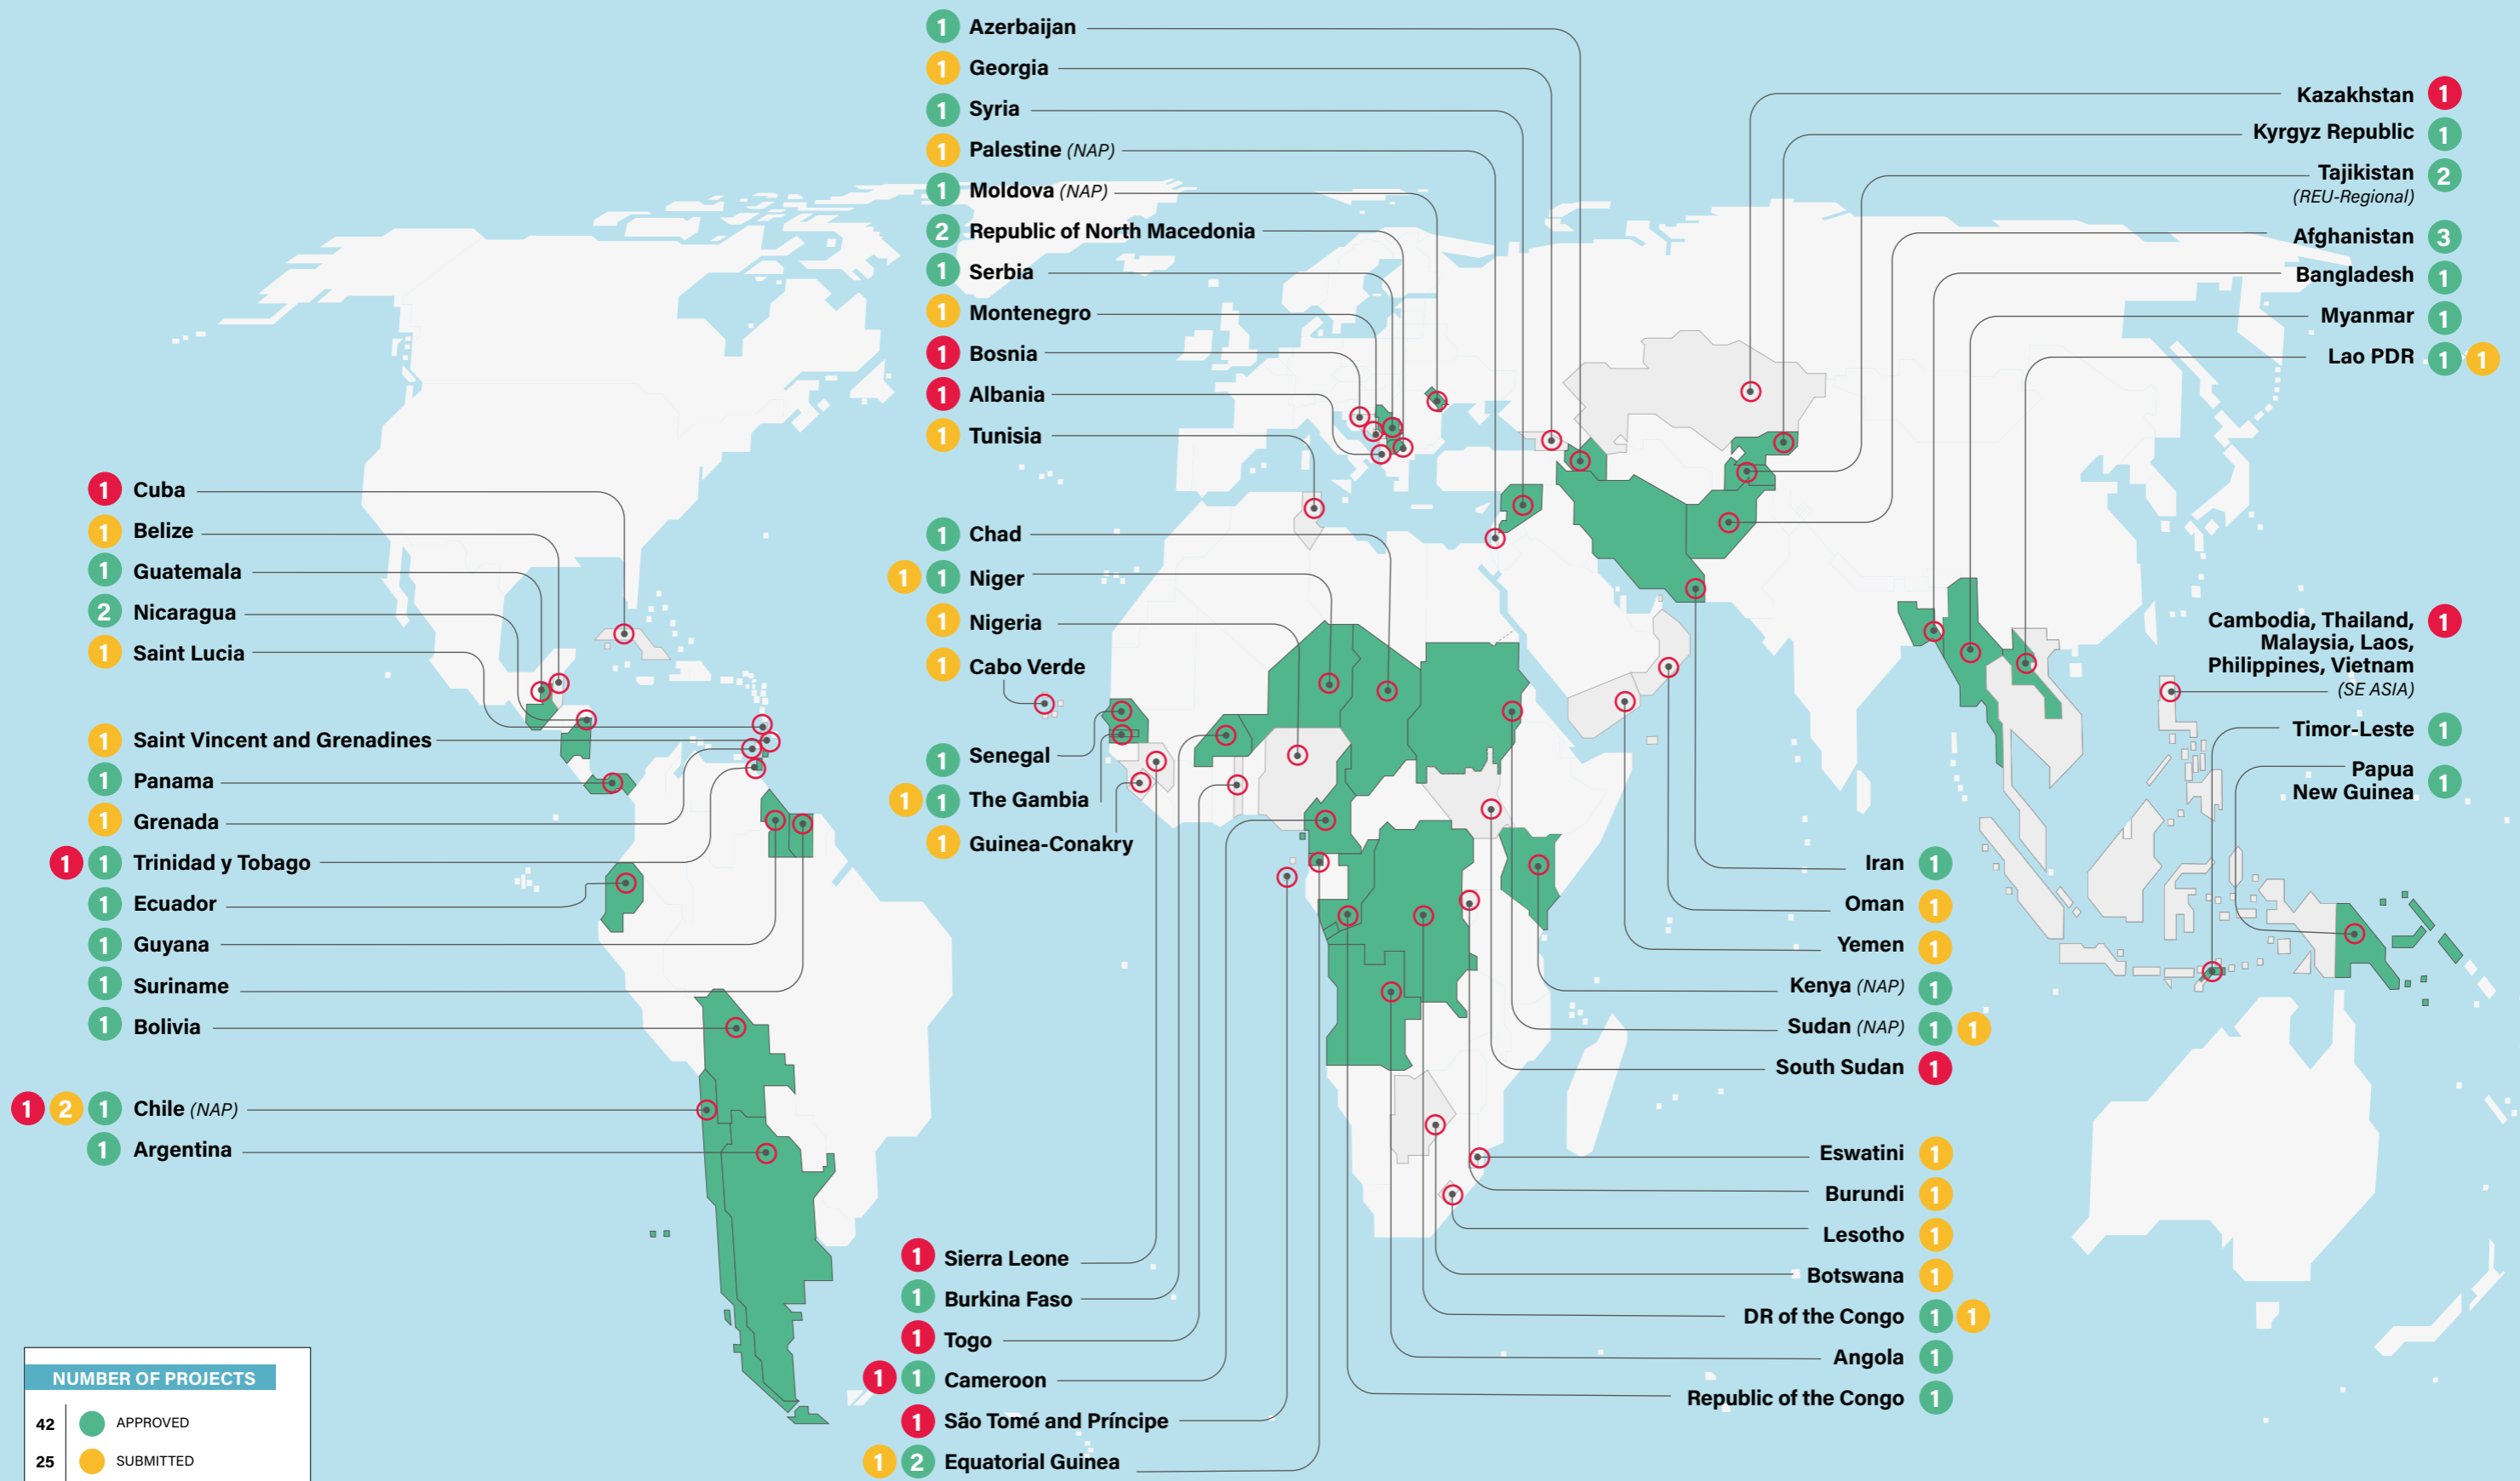 1 Azerbaijan
1 Georgia
1 Syria
1 Palestine (NAP)
1 Moldova (NAP)
2 Republic of North Macedonia
1 Serbia
1 Montenegro
1 Bosnia
1 Albania
1 Tunisia
Kazakhstan 1
Kyrgyz Republic 1
Tajikistan 2
(REU-Regional)
Afghanistan 3
Bangladesh 1
Myanmar 1
Lao PDR 1 1
1 Cuba
1 Belize
1 Guatemala
2 Nicaragua
1 Saint Lucia
1 Saint Vincent and Grenadines
1 Panama
1 Grenada
1 1 Trinidad y Tobago
1 Ecuador
1 Guyana
1 Suriname
1 Bolivia
1 2 1 Chile (NAP)
1 Argentina
1 Chad
1 1 Niger
1 Nigeria
1 Cabo Verde
1 Senegal
1 1 The Gambia
1 Guinea-Conakry
Cambodia, Thailand, 1
Malaysia, Laos,
Philippines, Vietnam
(SE ASIA)
Timor-Leste 1
Papua
New Guinea 1
Iran 1
Oman 1
Yemen 1
Kenya (NAP) 1
Sudan (NAP) 1 1
South Sudan 1
Eswatini 1
Burundi 1
Lesotho 1
Botswana 1
DR of the Congo 1 1
Angola 1
Republic of the Congo 1
1 Sierra Leone
1 Burkina Faso
1 Togo
1 1 Cameroon
1 São Tomé and Príncipe
1 2 Equatorial Guinea
NUMBER OF PROJECTS
42 APPROVED
25 SUBMITTED